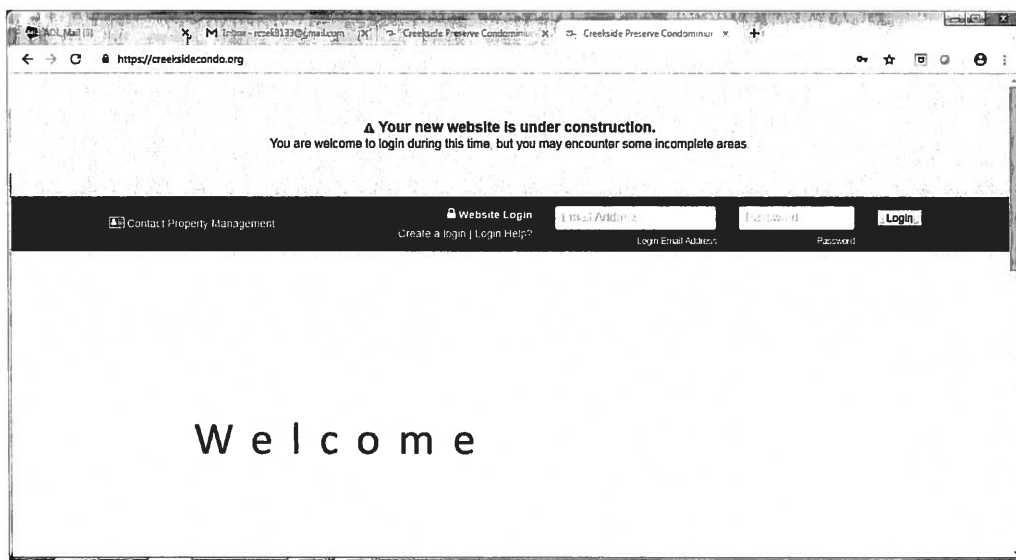 AOL Mail (3)
Creekside Preserve Condominiu
Creekside Preserve Condominiur
https://creeksidecondo.org
Your new website is under construction.
You are welcome to login during this time, but you may encounter some incomplete areas
Contact Property Management
Website Login
Create a login | Login Help?
Email Address
Login Email Address
Password
Password
Login
Welcome